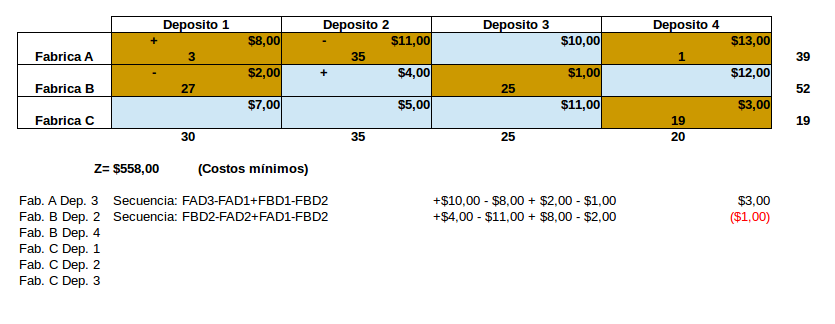 Deposito 1 Deposito 2 Deposito 3 Deposito 4
+ $8,00 - $11,00 $10,00 $13,00
Fabrica A 3 35 1 39
- $2,00 + $4,00 $1,00 $12,00
Fabrica B 27 25 52
$7,00 $5,00 $11,00 $3,00
Fabrica C 19 19
30 35 25 20
Z= $558,00 (Costos mínimos)
Fab. A Dep. 3 Secuencia: FAD3-FAD1+FBD1-FBD2 +$10,00 - $8,00 + $2,00 - $1,00 $3,00
Fab. B Dep. 2 Secuencia: FBD2-FAD2+FAD1-FBD2 +$4,00 - $11,00 + $8,00 - $2,00 ($1,00)
Fab. B Dep. 4
Fab. C Dep. 1
Fab. C Dep. 2
Fab. C Dep. 3